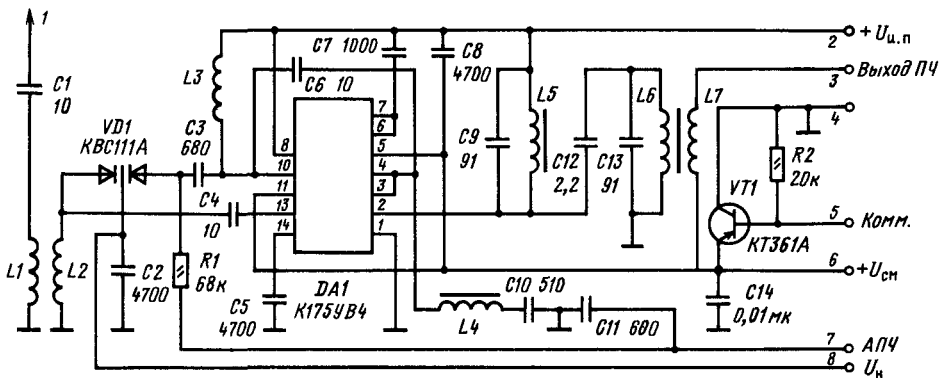 1
C1
10
L1
L2
VD1
КВС111А
C2
4700
C3
680
C4
10
R1
68к
L3
C5
4700
C6 10
C7 1000
C8
4700
8
10
11
13
14
7
6
5
4
3
2
1
DA1
К175УВ4
L4
C10 510
C11 680
C9
91
L5
C12
2,2
C13
91
L6
L7
VT1
КТ361А
R2
20к
C14
0,01мк
2 +Uи.п
3 Выход ПЧ
4
5 Комм.
6 +Uсм
7 АПЧ
8 Uн